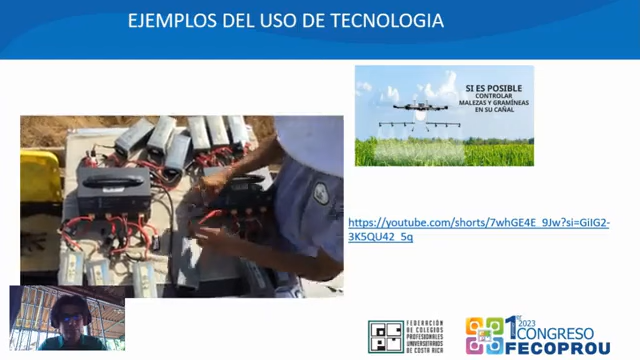 EJEMPLOS DEL USO DE TECNOLOGIA
SI ES POSIBLE
CONTROLAR
MALEZAS Y GRAMÍNEAS
EN SU CAÑAL
https://youtube.com/shorts/7whGE4E_9Jw?si=GiIG2-
3K5QU42_5q
FEDERACIÓN
DE COLEGIOS
PROFESIONALES
UNIVERSITARIOS
DE COSTA RICA
1 2023
CONGRESO
FECOPROU